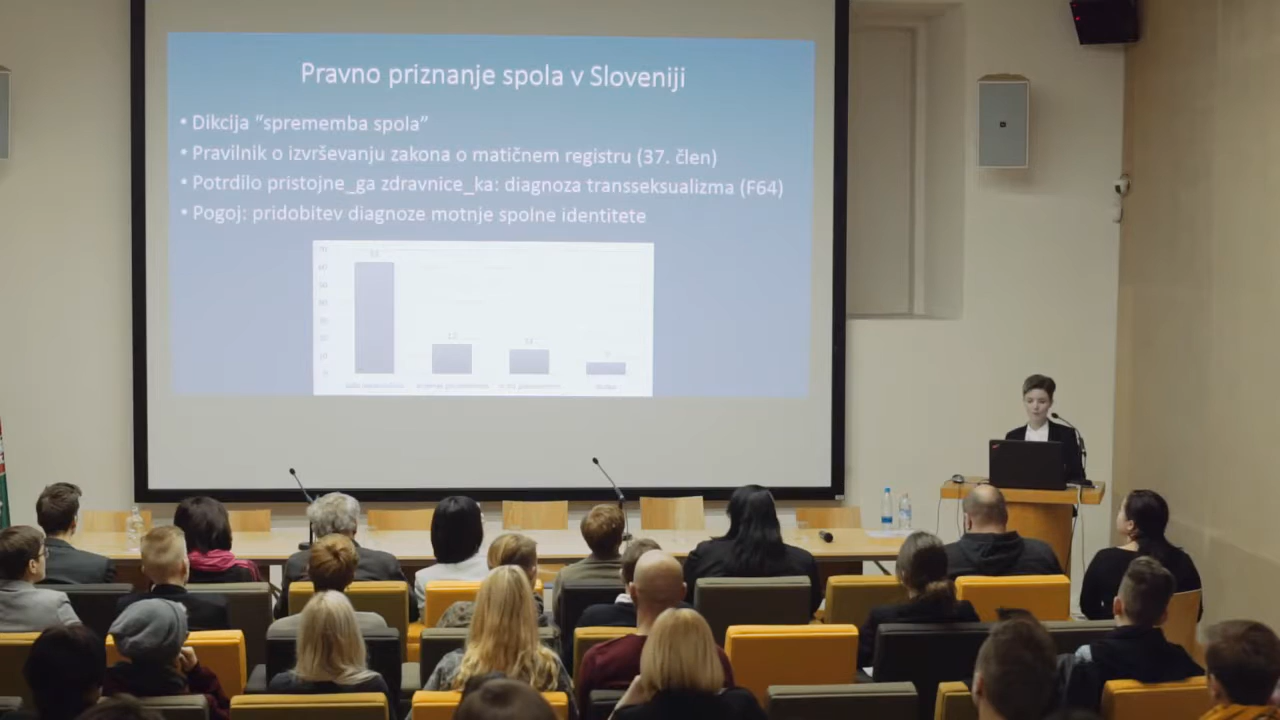 Pravno priznanje spola v Sloveniji
• Dikcija “sprememba spola”
• Pravilnik o izvrševanju zakona o matičnem registru (37. člen)
• Potrdilo pristojne_ga zdravnice_ka: diagnoza transseksualizma (F64)
• Pogoj: pridobitev diagnoze motnje spolne identitete